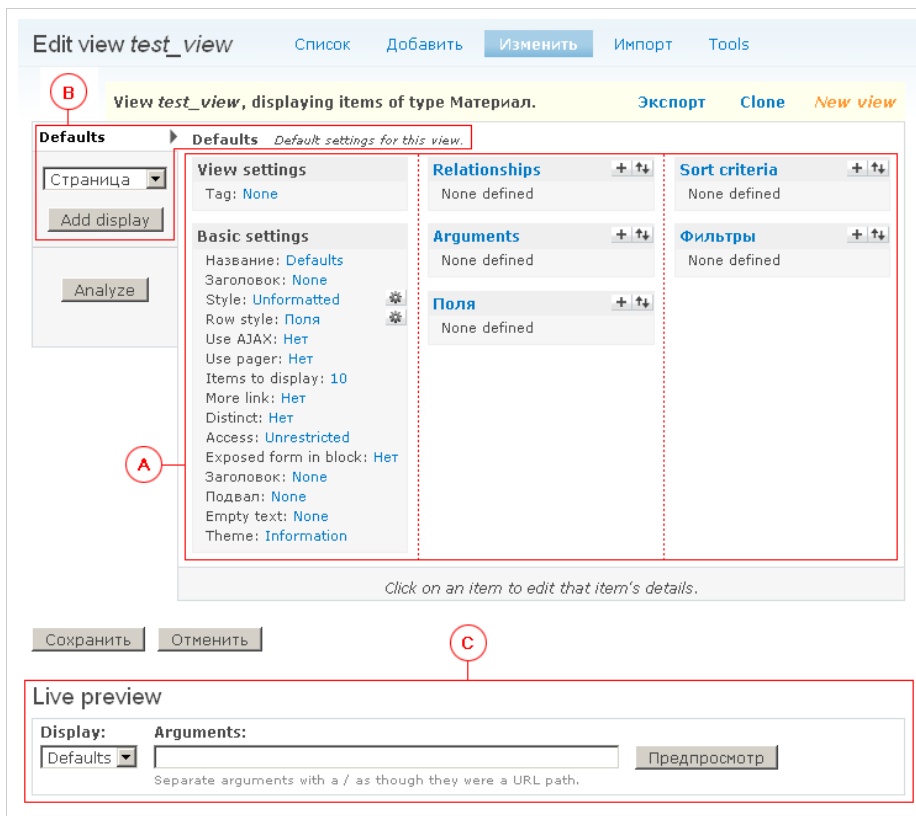 Edit view test_view Список Добавить Изменить Импорт Tools
B
View test_view, displaying items of type Материал. Экспорт Clone New view
Defaults
Defaults Default settings for this view.
Страница
Add display
Analyze
View settings
Tag: None
Basic settings
Название: Defaults
Заголовок: None
Style: Unformatted
Row style: Поля
Use AJAX: Нет
Use pager: Нет
Items to display: 10
More link: Нет
Distinct: Нет
Access: Unrestricted
Exposed form in block: Нет
Заголовок: None
Подвал: None
Empty text: None
Theme: Information
Relationships
None defined
Arguments
None defined
Поля
None defined
Sort criteria
None defined
Фильтры
None defined
A
Click on an item to edit that item's details.
Сохранить Отменить
C
Live preview
Display: Arguments:
Defaults Предпросмотр
Separate arguments with a / as though they were a URL path.